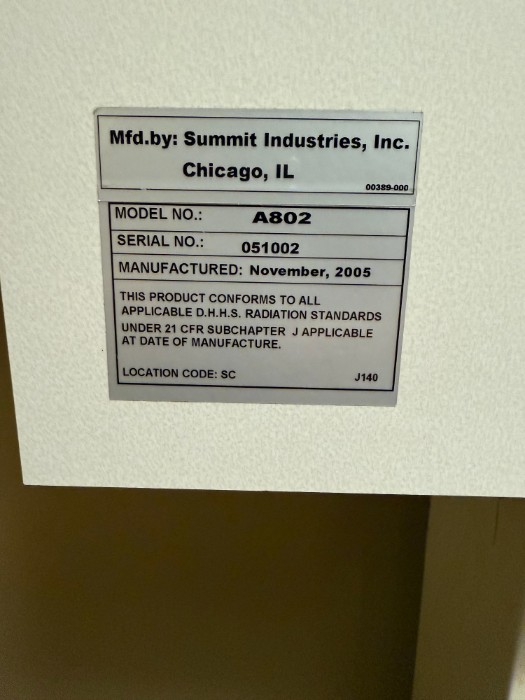 Mfd.by: Summit Industries, Inc.
Chicago, IL
00389-000
MODEL NO.: A802
SERIAL NO.: 051002
MANUFACTURED: November, 2005
THIS PRODUCT CONFORMS TO ALL
APPLICABLE D.H.H.S. RADIATION STANDARDS
UNDER 21 CFR SUBCHAPTER J APPLICABLE
AT DATE OF MANUFACTURE.
LOCATION CODE: SC J140